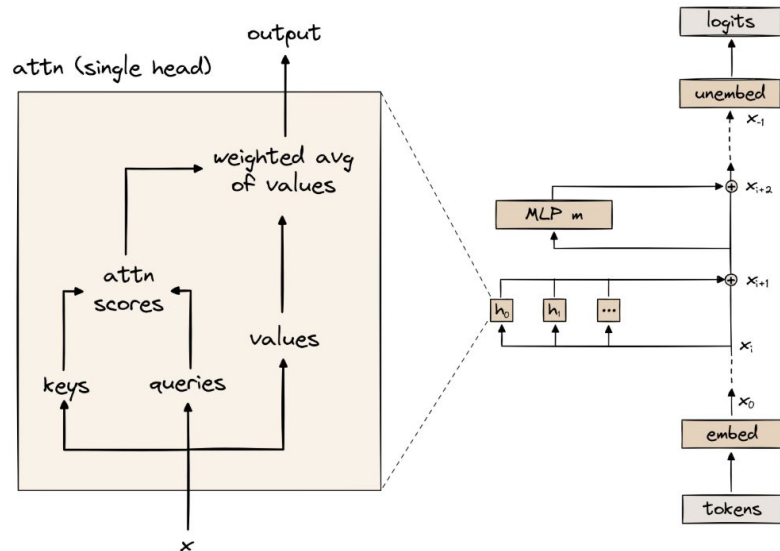 output
attn (single head)
weighted avg
of values
attn
scores
values
keys
queries
x
logits
unembed
x₋₁
xᵢ₊₂
MLP m
xᵢ₊₁
h₀
h₁
...
xᵢ
x₀
embed
tokens